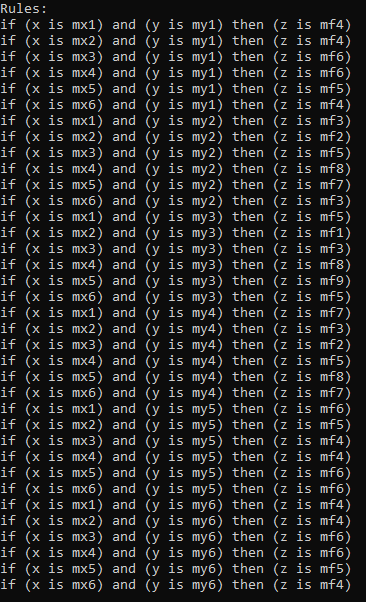 Rules:
if (x is mx1) and (y is my1) then (z is mf4)
if (x is mx2) and (y is my1) then (z is mf4)
if (x is mx3) and (y is my1) then (z is mf6)
if (x is mx4) and (y is my1) then (z is mf6)
if (x is mx5) and (y is my1) then (z is mf5)
if (x is mx6) and (y is my1) then (z is mf4)
if (x is mx1) and (y is my2) then (z is mf3)
if (x is mx2) and (y is my2) then (z is mf2)
if (x is mx3) and (y is my2) then (z is mf5)
if (x is mx4) and (y is my2) then (z is mf8)
if (x is mx5) and (y is my2) then (z is mf7)
if (x is mx6) and (y is my2) then (z is mf3)
if (x is mx1) and (y is my3) then (z is mf5)
if (x is mx2) and (y is my3) then (z is mf1)
if (x is mx3) and (y is my3) then (z is mf3)
if (x is mx4) and (y is my3) then (z is mf8)
if (x is mx5) and (y is my3) then (z is mf9)
if (x is mx6) and (y is my3) then (z is mf5)
if (x is mx1) and (y is my4) then (z is mf7)
if (x is mx2) and (y is my4) then (z is mf3)
if (x is mx3) and (y is my4) then (z is mf2)
if (x is mx4) and (y is my4) then (z is mf5)
if (x is mx5) and (y is my4) then (z is mf8)
if (x is mx6) and (y is my4) then (z is mf7)
if (x is mx1) and (y is my5) then (z is mf6)
if (x is mx2) and (y is my5) then (z is mf5)
if (x is mx3) and (y is my5) then (z is mf4)
if (x is mx4) and (y is my5) then (z is mf4)
if (x is mx5) and (y is my5) then (z is mf6)
if (x is mx6) and (y is my5) then (z is mf6)
if (x is mx1) and (y is my6) then (z is mf4)
if (x is mx2) and (y is my6) then (z is mf4)
if (x is mx3) and (y is my6) then (z is mf6)
if (x is mx4) and (y is my6) then (z is mf6)
if (x is mx5) and (y is my6) then (z is mf5)
if (x is mx6) and (y is my6) then (z is mf4)